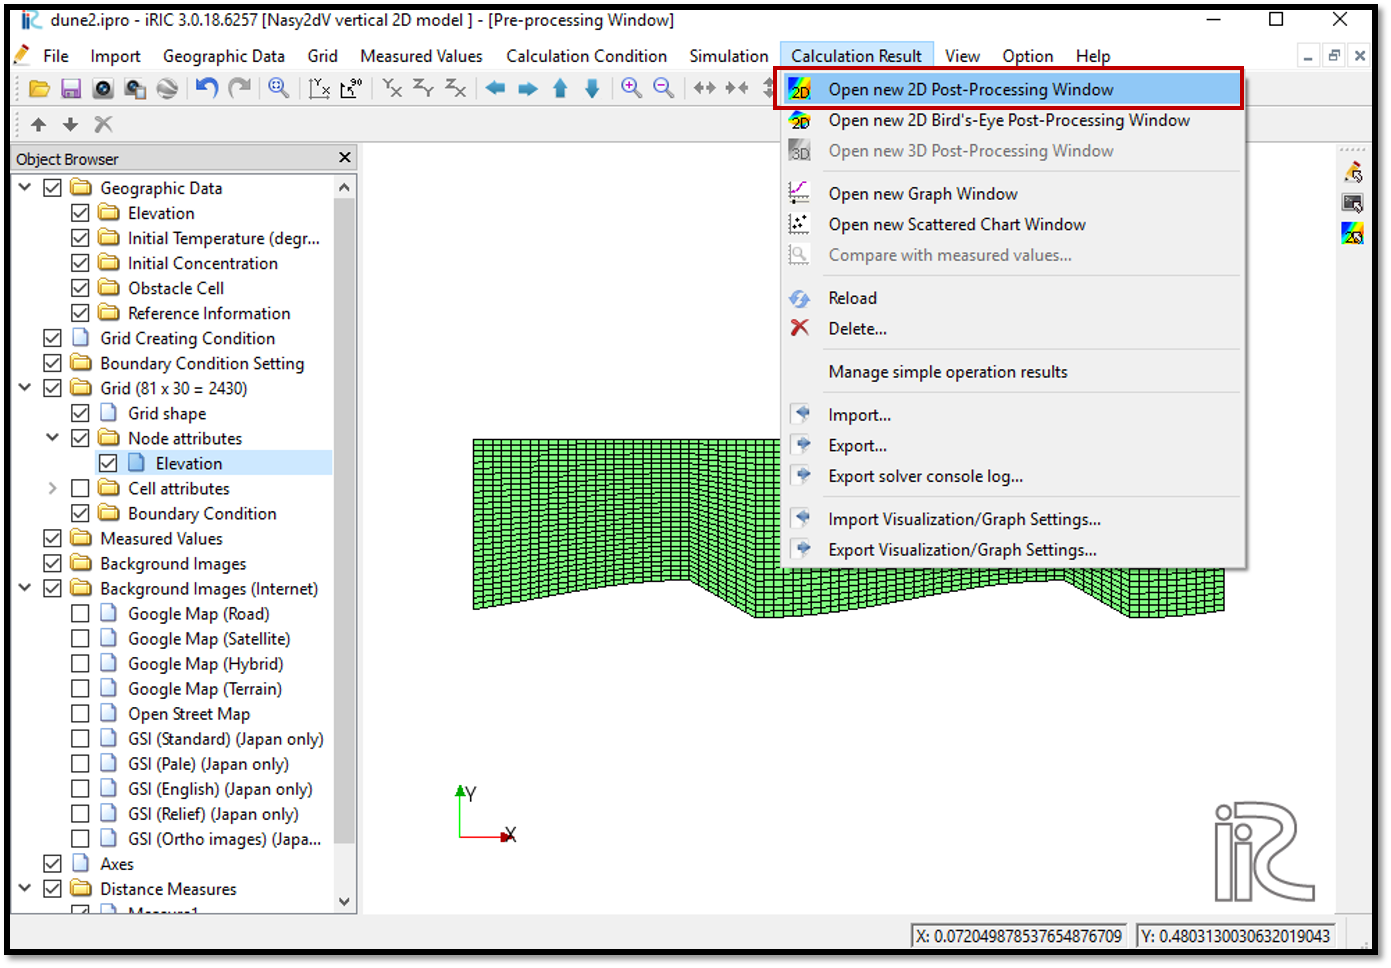 dune2.ipro - iRIC 3.0.18.6257 [Nasy2dV vertical 2D model ] - [Pre-processing Window]
File Import Geographic Data Grid Measured Values Calculation Condition Simulation Calculation Result View Option Help
Open new 2D Post-Processing Window
Open new 2D Bird's-Eye Post-Processing Window
Open new 3D Post-Processing Window
Open new Graph Window
Open new Scattered Chart Window
Compare with measured values...
Reload
Delete...
Manage simple operation results
Import...
Export...
Export solver console log...
Import Visualization/Graph Settings...
Export Visualization/Graph Settings...
Object Browser
Geographic Data
Elevation
Initial Temperature (degr...
Initial Concentration
Obstacle Cell
Reference Information
Grid Creating Condition
Boundary Condition Setting
Grid (81 x 30 = 2430)
Grid shape
Node attributes
Elevation
Cell attributes
Boundary Condition
Measured Values
Background Images
Background Images (Internet)
Google Map (Road)
Google Map (Satellite)
Google Map (Hybrid)
Google Map (Terrain)
Open Street Map
GSI (Standard) (Japan only)
GSI (Pale) (Japan only)
GSI (English) (Japan only)
GSI (Relief) (Japan only)
GSI (Ortho images) (Japa...
Axes
Distance Measures
Measure1
Y
X
iRIC
X: 0.072049878537654876709 Y: 0.4803130030632019043